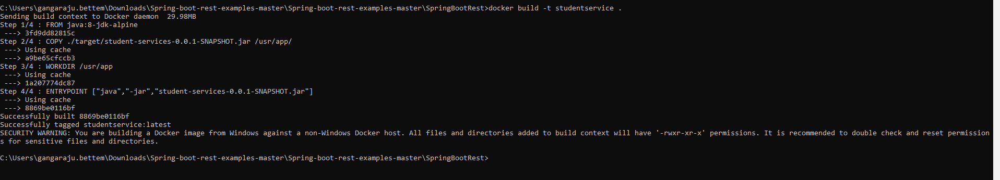 C:\Users\gangaraju.bettem\Downloads\Spring-boot-rest-examples-master\Spring-boot-rest-examples-master\SpringBootRest>docker build -t studentservice .
Sending build context to Docker daemon  29.98MB
Step 1/4 : FROM java:8-jdk-alpine
 ---> 3fd9dd82815c
Step 2/4 : COPY ./target/student-services-0.0.1-SNAPSHOT.jar /usr/app/
 ---> Using cache
 ---> a9be65cfccb3
Step 3/4 : WORKDIR /usr/app
 ---> Using cache
 ---> 1a207774dc87
Step 4/4 : ENTRYPOINT ["java","-jar","student-services-0.0.1-SNAPSHOT.jar"]
 ---> Using cache
 ---> 8869be0116bf
Successfully built 8869be0116bf
Successfully tagged studentservice:latest
SECURITY WARNING: You are building a Docker image from Windows against a non-Windows Docker host. All files and directories added to build context will have '-rwxr-xr-x' permissions. It is recommended to double check and reset permission
s for sensitive files and directories.
C:\Users\gangaraju.bettem\Downloads\Spring-boot-rest-examples-master\Spring-boot-rest-examples-master\SpringBootRest>